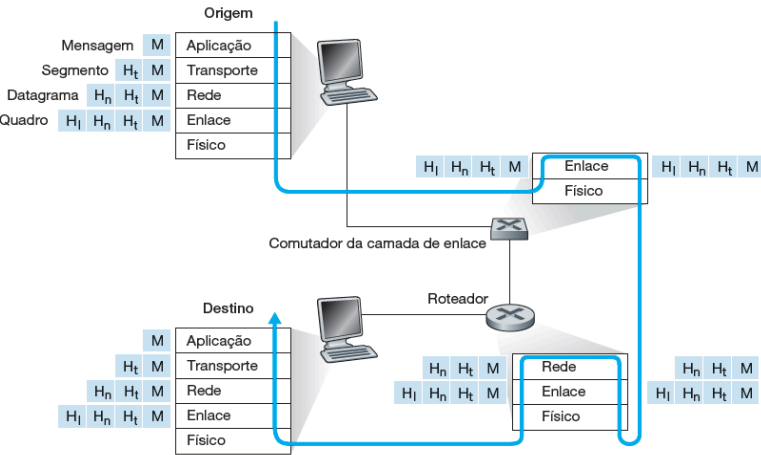 Origem
Mensagem M Aplicação
Segmento Ht M Transporte
Datagrama Hn Ht M Rede
Quadro Hl Hn Ht M Enlace
Físico
Hl Hn Ht M Enlace Hl Hn Ht M
Físico
Comutador da camada de enlace
Roteador
Destino
M Aplicação
Ht M Transporte
Hn Ht M Rede
Hl Hn Ht M Enlace
Físico
Hn Ht M Rede Hn Ht M
Hl Hn Ht M Enlace Hl Hn Ht M
Físico